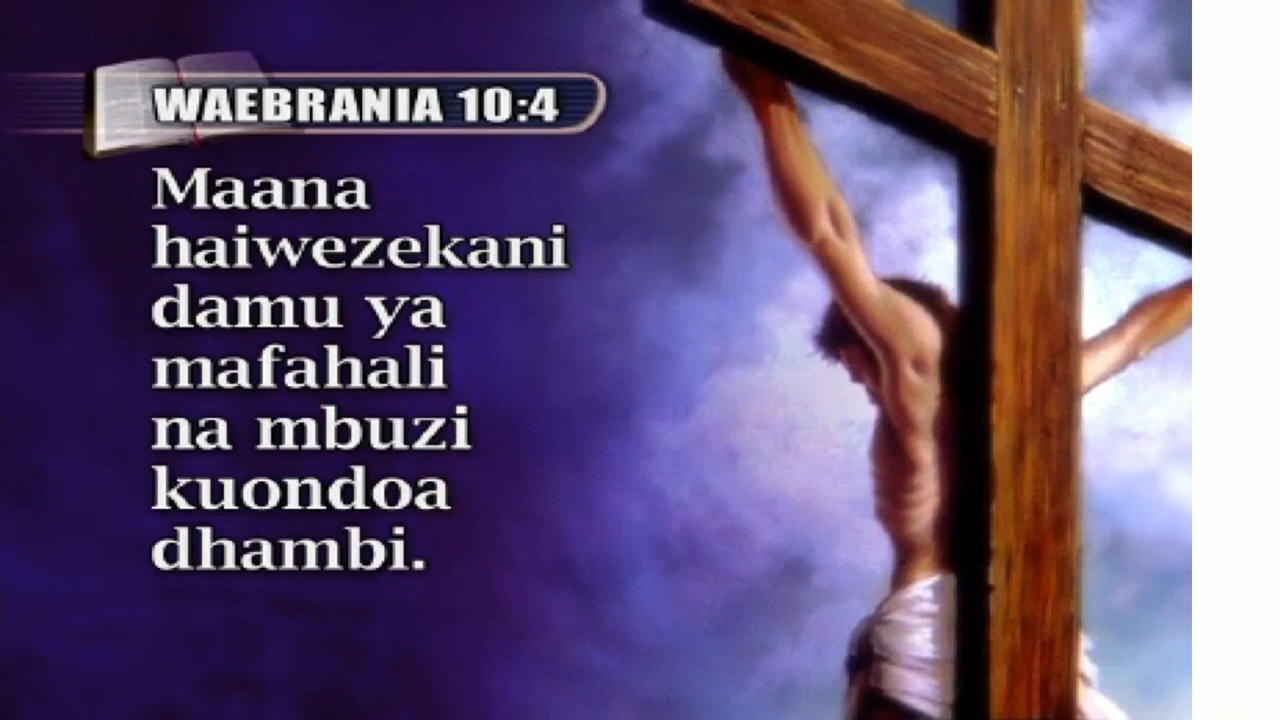 WAEBRANIA 10:4
Maana
haiwezekani
damu ya
mafahali
na mbuzi
kuondoa
dhambi.